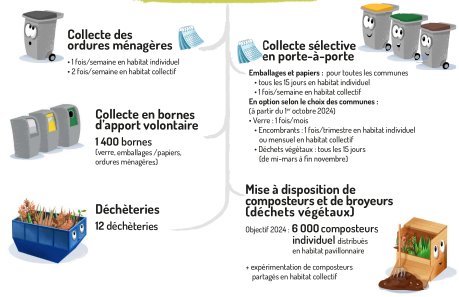 Collecte des
ordures ménagères
• 1 fois/semaine en habitat individuel
• 2 fois/semaine en habitat collectif
Collecte en bornes
d'apport volontaire
1 400 bornes
(verre, emballages /papiers,
ordures ménagères)
Déchèteries
12 déchèteries
Collecte sélective
en porte-à-porte
Emballages et papiers : pour toutes les communes
• tous les 15 jours en habitat individuel
• 1 fois/semaine en habitat collectif
En option selon le choix des communes :
(à partir du 1er octobre 2024)
• Verre : 1 fois/mois
• Encombrants : 1 fois/trimestre en habitat individuel
ou mensuel en habitat collectif
• Déchets végétaux : tous les 15 jours
(de mi-mars à fin novembre)
Mise à disposition de
composteurs et de broyeurs
(déchets végétaux)
Objectif 2024 : 6 000 composteurs
individuel distribués
en habitat pavillonnaire
+ expérimentation de composteurs
partagés en habitat collectif